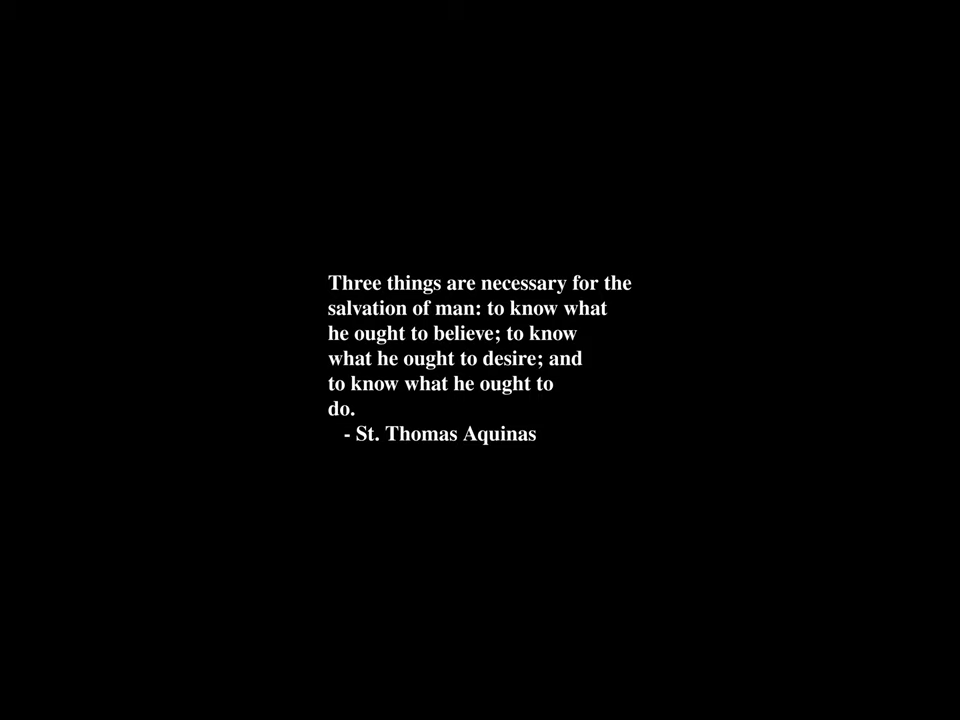 Three things are necessary for the
salvation of man: to know what
he ought to believe; to know
what he ought to desire; and
to know what he ought to
do.
- St. Thomas Aquinas